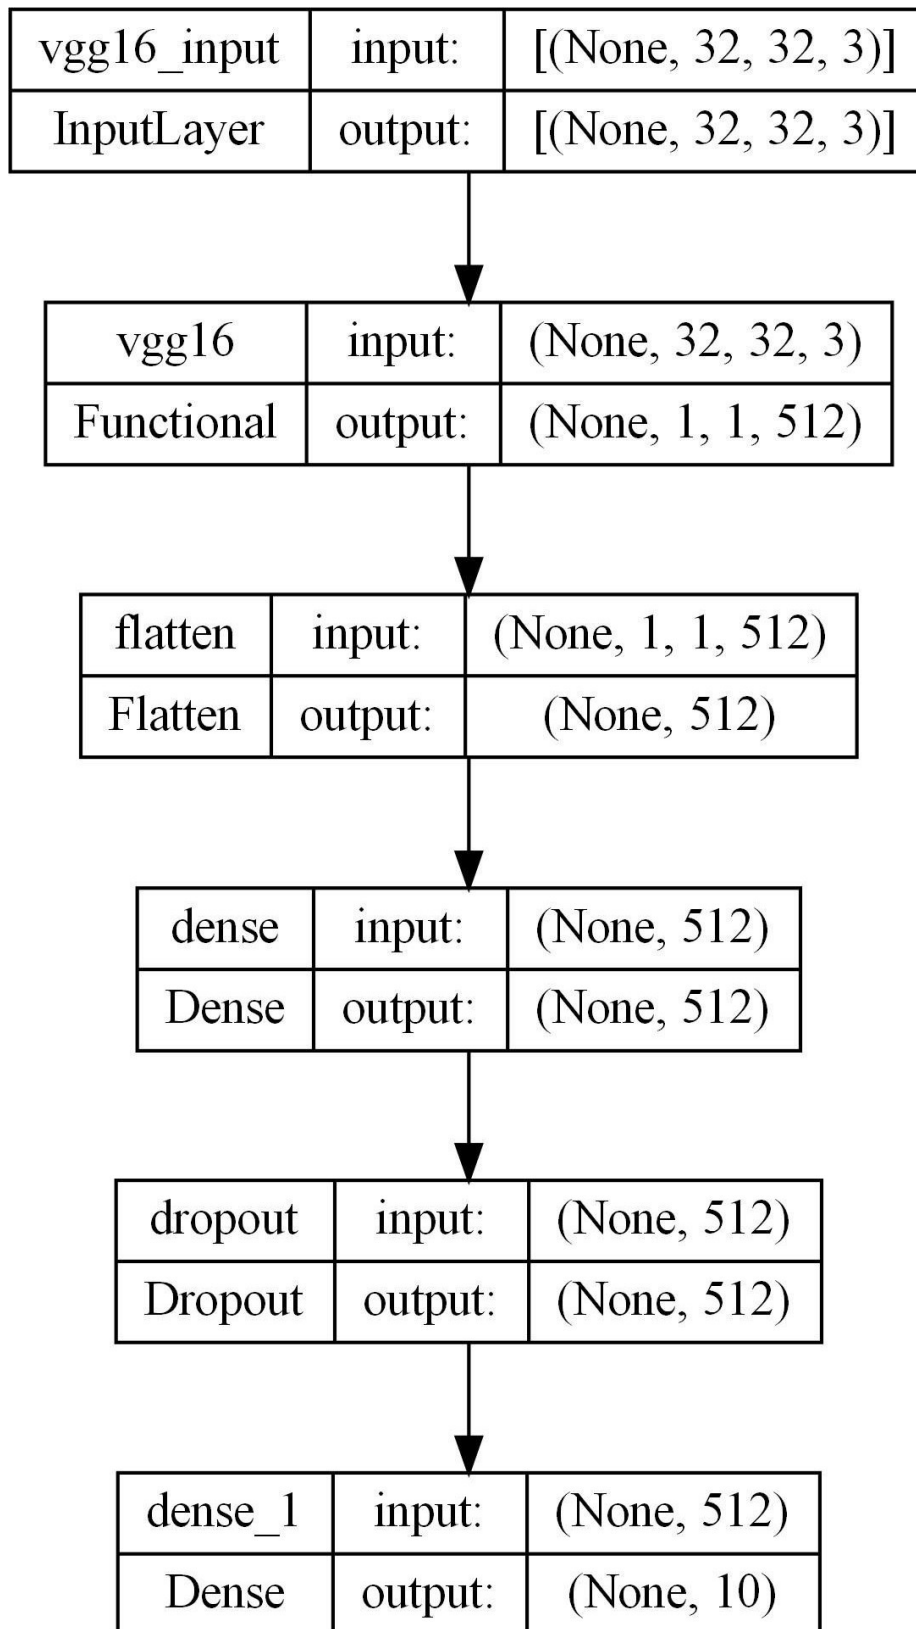 vgg16_input input: [(None, 32, 32, 3)]
InputLayer output: [(None, 32, 32, 3)]
vgg16 input: (None, 32, 32, 3)
Functional output: (None, 1, 1, 512)
flatten input: (None, 1, 1, 512)
Flatten output: (None, 512)
dense input: (None, 512)
Dense output: (None, 512)
dropout input: (None, 512)
Dropout output: (None, 512)
dense_1 input: (None, 512)
Dense output: (None, 10)